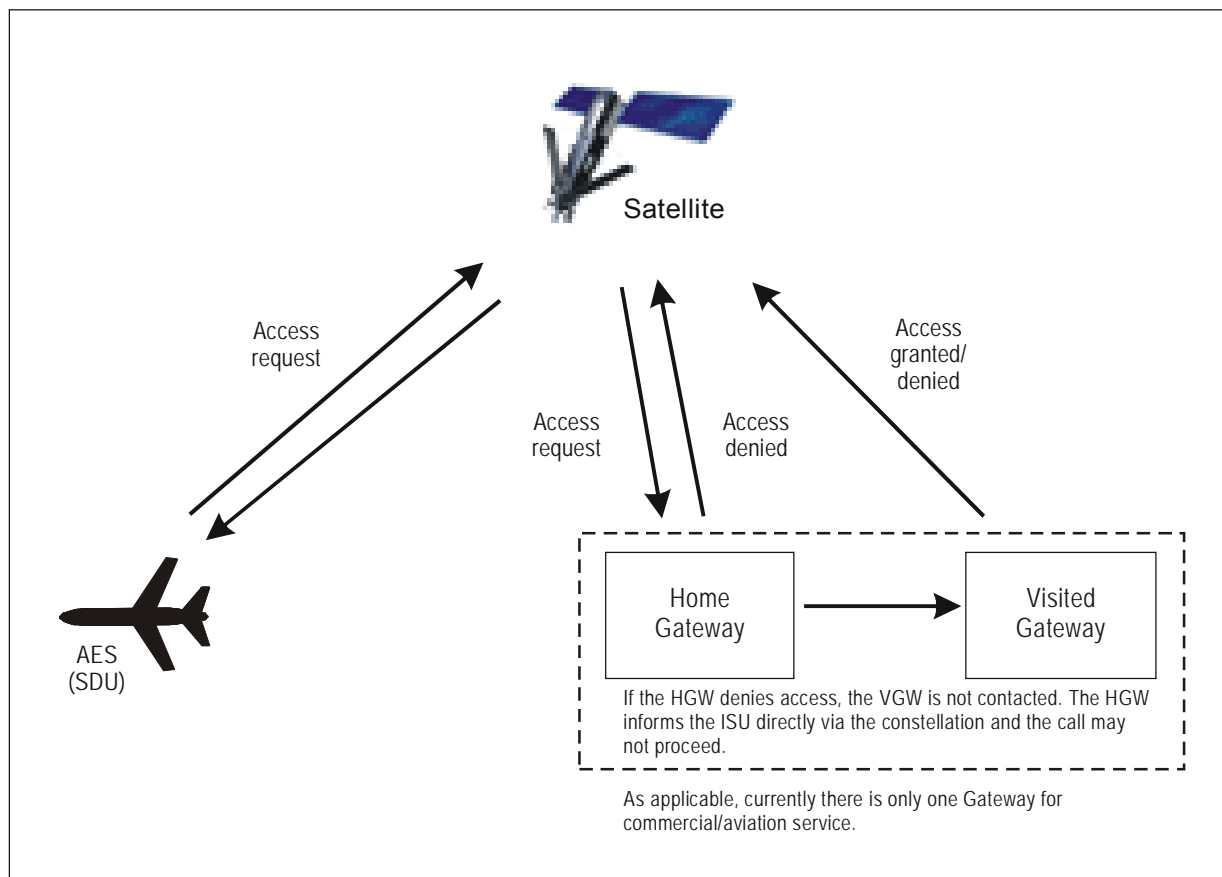 Satellite
Access
request
Access
granted/
denied
Access
request
Access
denied
AES
(SDU)
Home
Gateway
Visited
Gateway
If the HGW denies access, the VGW is not contacted. The HGW
informs the ISU directly via the constellation and the call may
not proceed.
As applicable, currently there is only one Gateway for
commercial/aviation service.